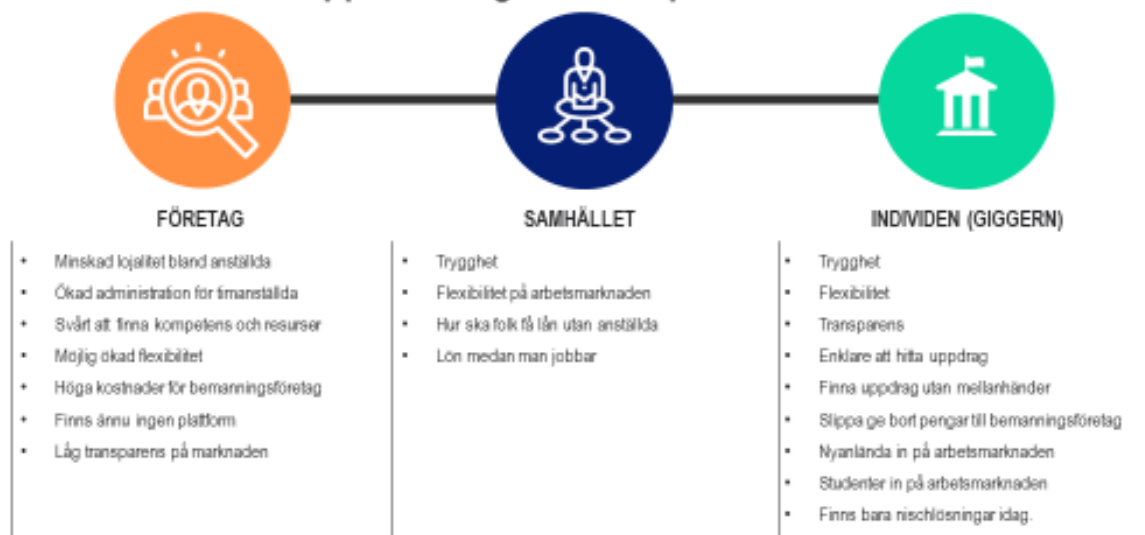 FÖRETAG
Minskad lojalitet bland anställda
Ökad administration för timanställda
Svårt att finna kompetens och resurser
Möjlig ökad flexibilitet
Höga kostnader för bemanningsföretag
Finns ännu ingen plattform
Låg transparens på marknaden
SAMHÄLLET
Trygghet
Flexibilitet på arbetsmarknaden
Hur ska folk få lån utan anställda
Lön medan man jobbar
INDIVIDEN (GIGGERN)
Trygghet
Flexibilitet
Transparens
Enklare att hitta uppdrag
Finna uppdrag utan mellanhänder
Slippa ge bort pengar till bemanningsföretag
Nyanlända in på arbetsmarknaden
Studenter in på arbetsmarknaden
Finns bara nischlösningar idag.